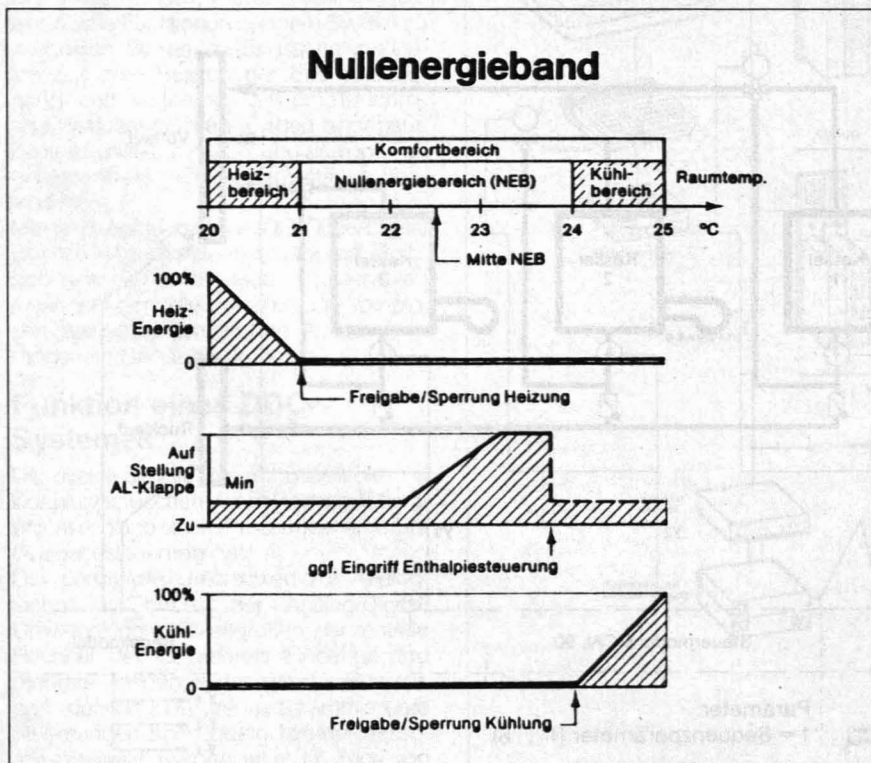 Nullenergieband
Komfortbereich
Heiz-
bereich
Nullenergiebereich (NEB)
Kühl-
bereich
Raumtemp.
20 21 22 23 24 25 °C
Mitte NEB
100%
Heiz-
Energie
0
Freigabe/Sperrung Heizung
Auf
Stellung
AL-Klappe
Min
Zu
ggf. Eingriff Enthalpiesteuerung
100%
Kühl-
Energie
0
Freigabe/Sperrung Kühlung